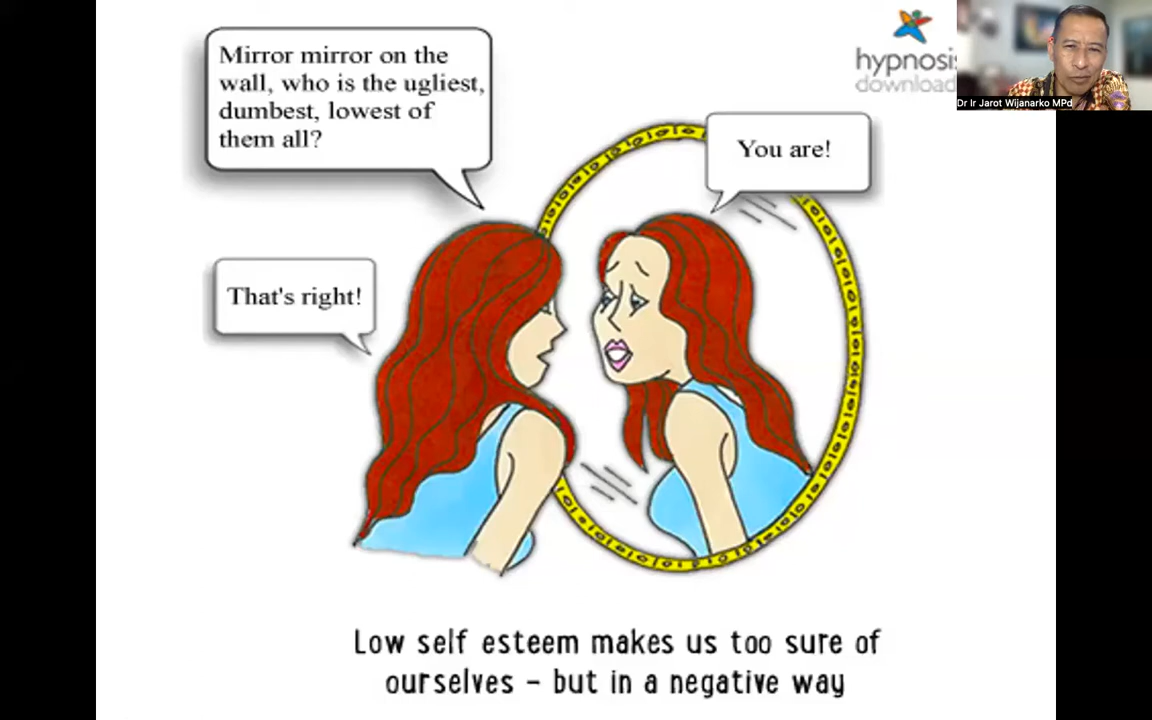 Mirror mirror on the
wall, who is the ugliest,
dumbest, lowest of
them all?
You are!
That's right!
hypnosis
download
Dr Ir Jarot Wijanarko MPd
Low self esteem makes us too sure of
ourselves - but in a negative way